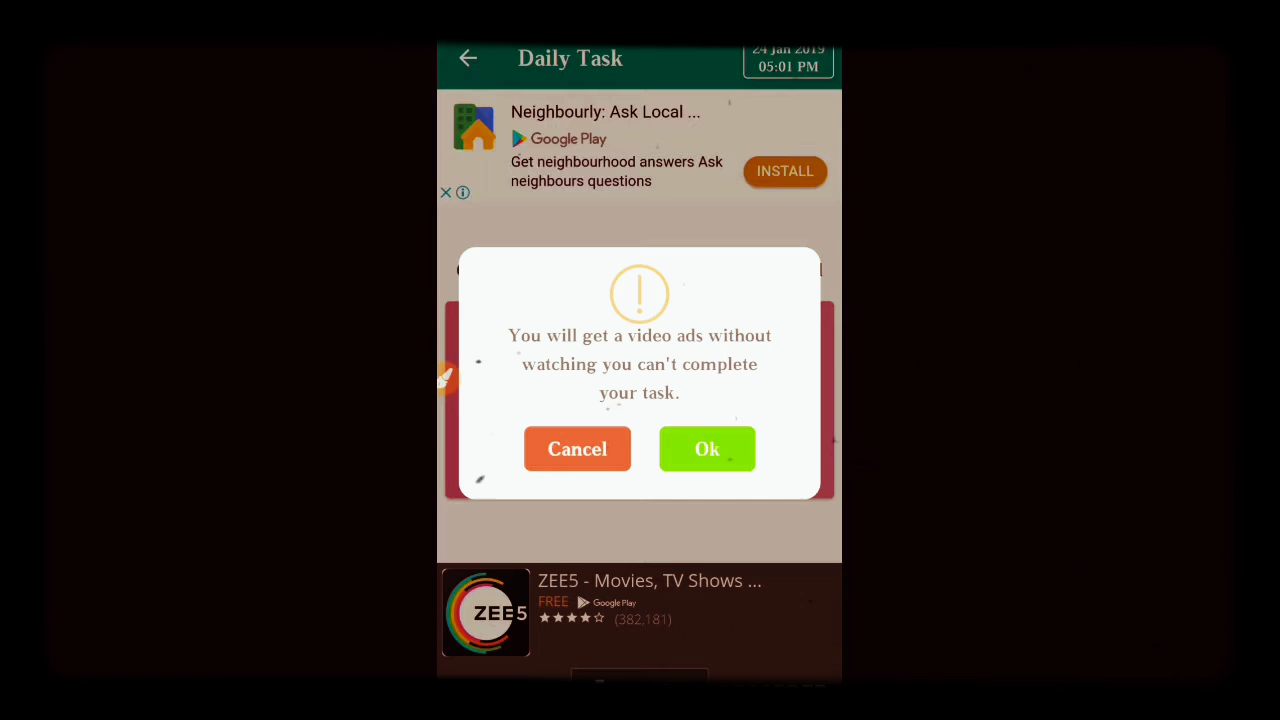 Daily Task
24 Jan 2019
05:01 PM
Neighbourly: Ask Local ...
Google Play
Get neighbourhood answers Ask
neighbours questions
INSTALL
You will get a video ads without
watching you can't complete
your task.
Cancel
Ok
ZEE5 - Movies, TV Shows ...
FREE
Google Play
(382,181)
ZEE5